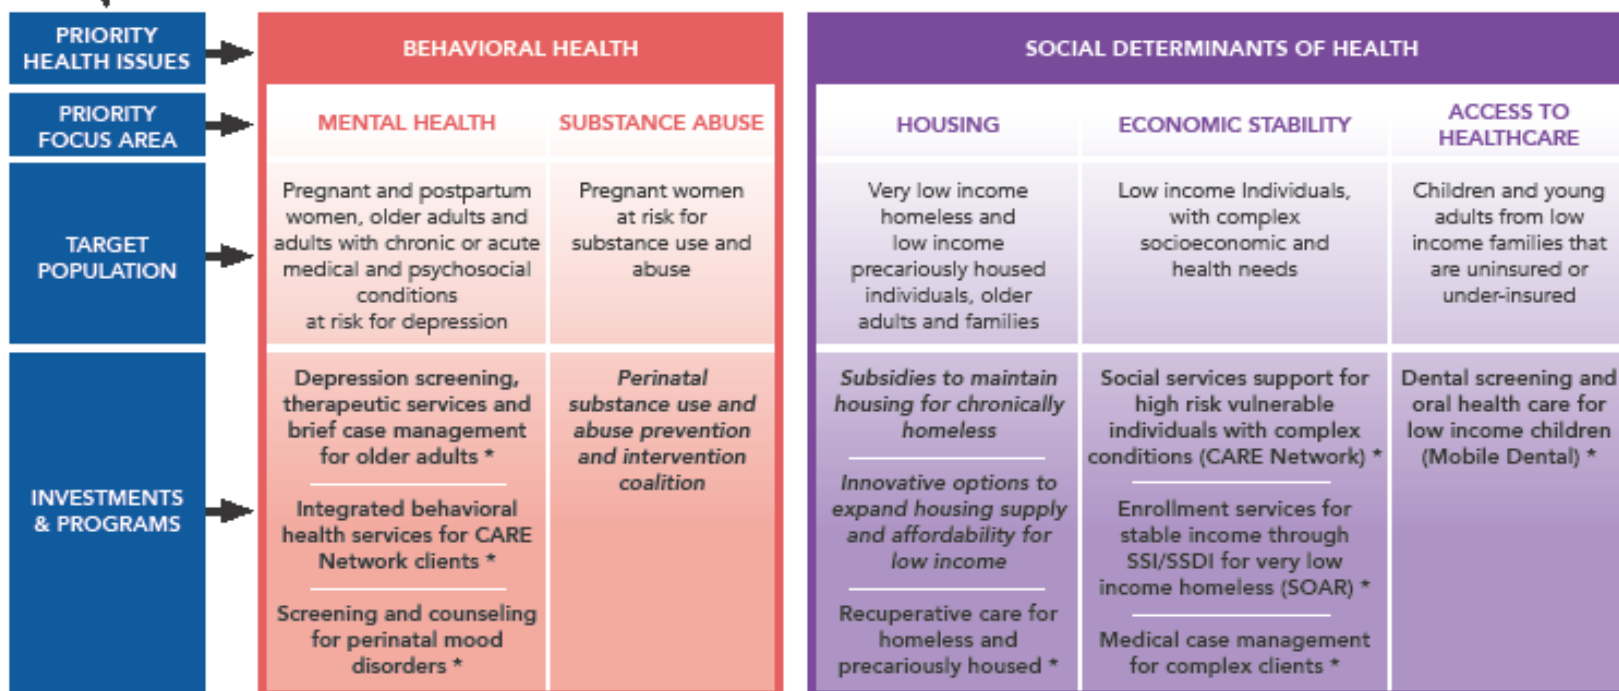 PRIORITY
HEALTH ISSUES
BEHAVIORAL HEALTH
SOCIAL DETERMINANTS OF HEALTH
PRIORITY
FOCUS AREA
MENTAL HEALTH
SUBSTANCE ABUSE
HOUSING
ECONOMIC STABILITY
ACCESS TO
HEALTHCARE
TARGET
POPULATION
Pregnant and postpartum
women, older adults and
adults with chronic or acute
medical and psychosocial
conditions
at risk for depression
Pregnant women
at risk for
substance use and
abuse
Very low income
homeless and
low income
precariously housed
individuals, older
adults and families
Low income Individuals,
with complex
socioeconomic and
health needs
Children and young
adults from low
income families that
are uninsured or
under-insured
INVESTMENTS
& PROGRAMS
Depression screening,
therapeutic services and
brief case management
for older adults *
Integrated behavioral
health services for CARE
Network clients *
Screening and counseling
for perinatal mood
disorders *
Perinatal
substance use and
abuse prevention
and intervention
coalition
Subsidies to maintain
housing for chronically
homeless
Innovative options to
expand housing supply
and affordability for
low income
Recuperative care for
homeless and
precariously housed *
Social services support for
high risk vulnerable
individuals with complex
conditions (CARE Network) *
Enrollment services for
stable income through
SSI/SSDI for very low
income homeless (SOAR) *
Medical case management
for complex clients *
Dental screening and
oral health care for
low income children
(Mobile Dental) *